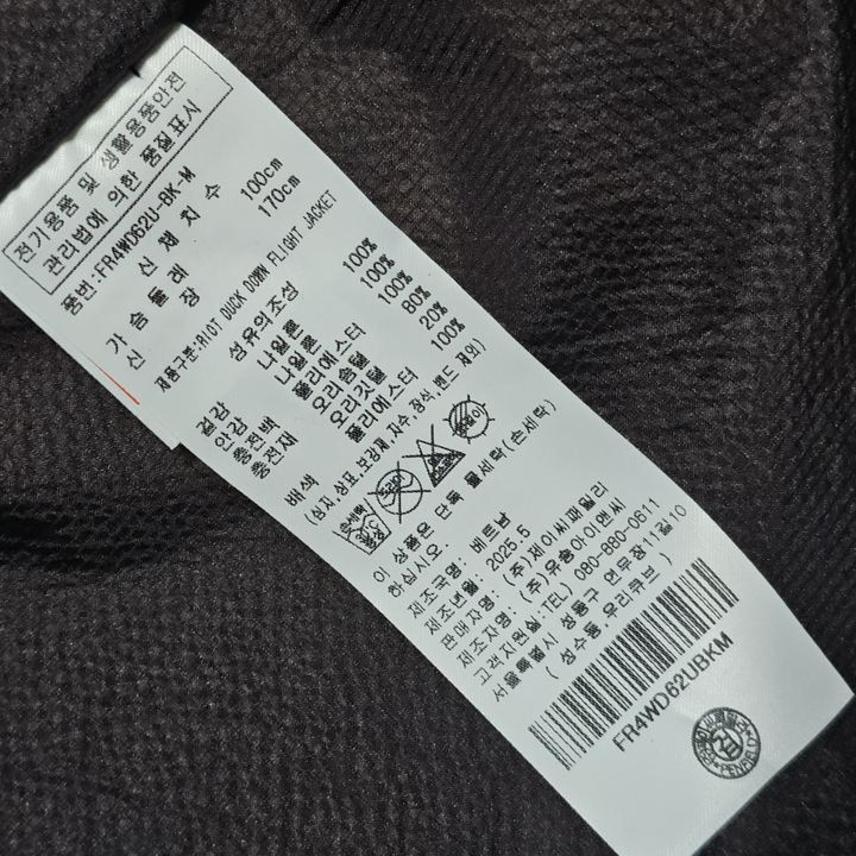 전기용품 및 생활용품안전
관리법에 의한 품질표시
품번:FR4WD62U-BK-M
신 체 치 수
가 슴 둘 레 100cm
신 장 170cm
제품구분:RIOT DUCK DOWN FLIGHT JACKET
섬유의조성
겉감 나일론 100%
안감 나일론 100%
충전백 폴리에스터 100%
충전재 오리솜털 80%
오리깃털 20%
배색 폴리에스터 100%
(심지,상표,보강재,자수,장식,밴드 제외)
이 상품은 단독 물세탁(손세탁)
하십시오.
제조국명: 베트남
제조년월: 2025.5
판매자명: (주)제이씨패밀리
제조자명: (주)유숭아이앤씨
고객지원실:TEL) 080-880-0611
서울특별시 성동구 연무장11길10
( 성수동,우리큐브 )
FR4WD62UBKM